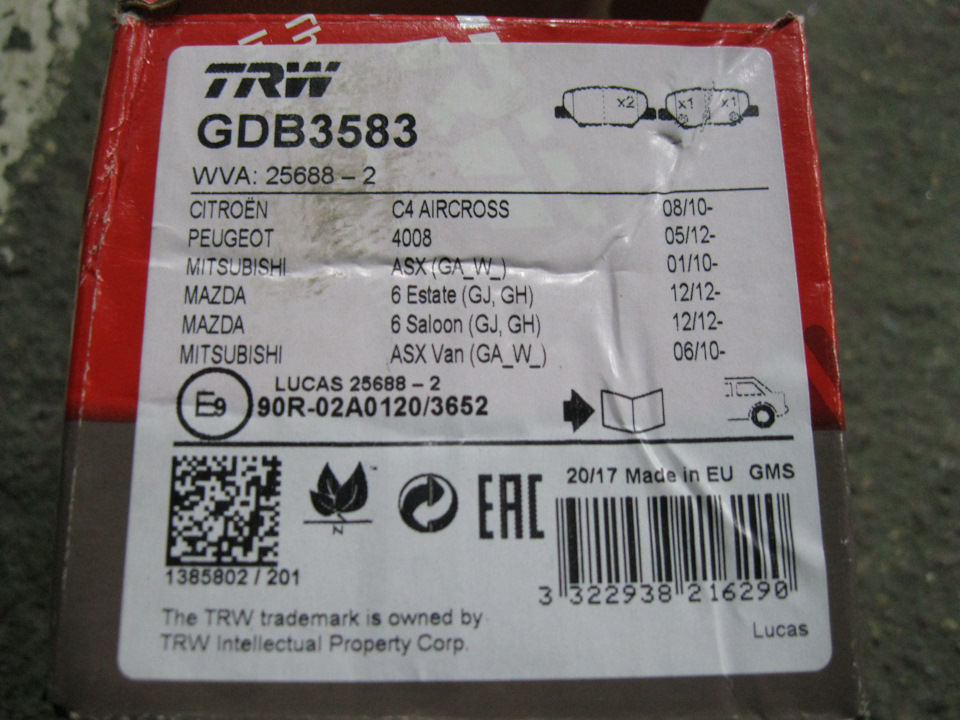 TRW
x2 x1 x1
GDB3583
WVA: 25688 – 2
CITROËN C4 AIRCROSS 08/10-
PEUGEOT 4008 05/12-
MITSUBISHI ASX (GA_W_) 01/10-
MAZDA 6 Estate (GJ, GH) 12/12-
MAZDA 6 Saloon (GJ, GH) 12/12-
MITSUBISHI ASX Van (GA_W_) 06/10-
LUCAS 25688 – 2
E9 90R-02A0120/3652
20/17 Made in EU GMS
N
EAC
1385802 / 201
3 322938 216290
The TRW trademark is owned by
TRW Intellectual Property Corp.
Lucas